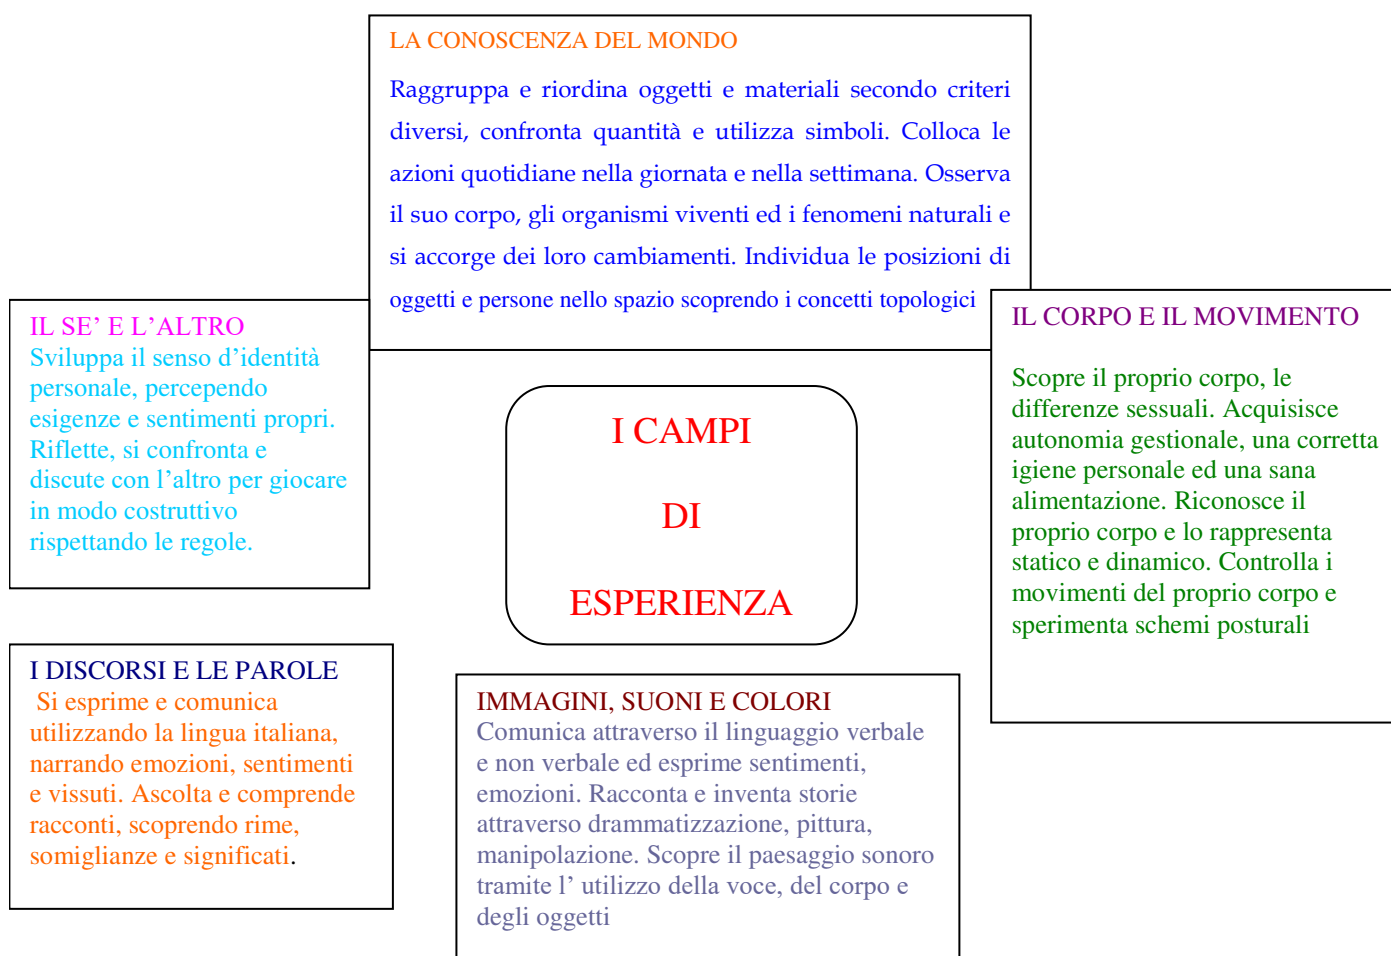 LA CONOSCENZA DEL MONDO
Raggruppa e riordina oggetti e materiali secondo criteri
diversi, confronta quantità e utilizza simboli. Colloca le
azioni quotidiane nella giornata e nella settimana. Osserva
il suo corpo, gli organismi viventi ed i fenomeni naturali e
si accorge dei loro cambiamenti. Individua le posizioni di
oggetti e persone nello spazio scoprendo i concetti topologici
IL SE’ E L’ALTRO
Sviluppa il senso d’identità
personale, percependo
esigenze e sentimenti propri.
Riflette, si confronta e
discute con l’altro per giocare
in modo costruttivo
rispettando le regole.
I CAMPI
DI
ESPERIENZA
IL CORPO E IL MOVIMENTO
Scopre il proprio corpo, le
differenze sessuali. Acquisisce
autonomia gestionale, una corretta
igiene personale ed una sana
alimentazione. Riconosce il
proprio corpo e lo rappresenta
statico e dinamico. Controlla i
movimenti del proprio corpo e
sperimenta schemi posturali
I DISCORSI E LE PAROLE
Si esprime e comunica
utilizzando la lingua italiana,
narrando emozioni, sentimenti
e vissuti. Ascolta e comprende
racconti, scoprendo rime,
somiglianze e significati.
IMMAGINI, SUONI E COLORI
Comunica attraverso il linguaggio verbale
e non verbale ed esprime sentimenti,
emozioni. Racconta e inventa storie
attraverso drammatizzazione, pittura,
manipolazione. Scopre il paesaggio sonoro
tramite l’ utilizzo della voce, del corpo e
degli oggetti